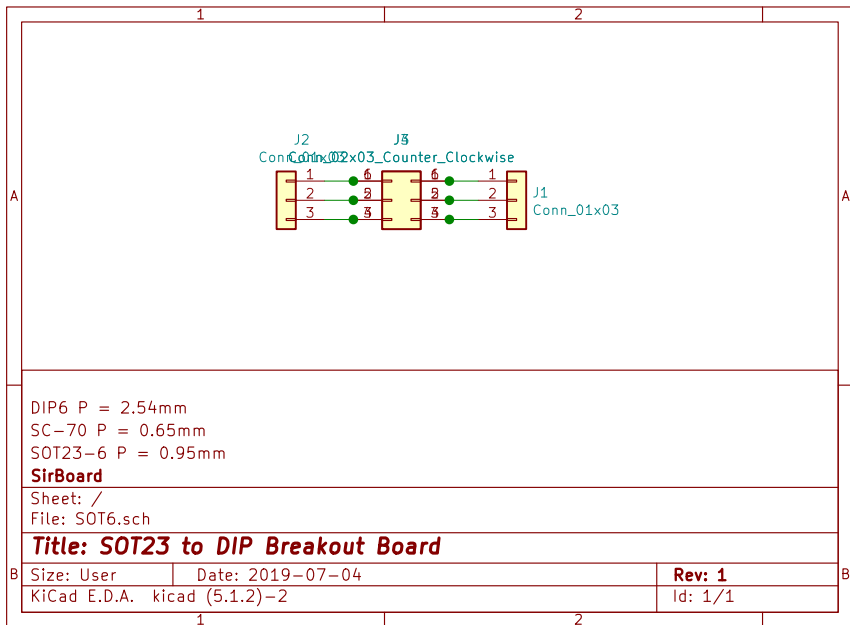 1 2
J2
Conn_01x03
Conn_02x03_Counter_Clockwise
1 1
2 2
3 3
J1
Conn_01x03
A A
DIP6 P = 2.54mm
SC-70 P = 0.65mm
SOT23-6 P = 0.95mm
SirBoard
Sheet: /
File: SOT6.sch
Title: SOT23 to DIP Breakout Board
B Size: User Date: 2019-07-04 Rev: 1 B
KiCad E.D.A. kicad (5.1.2)-2 Id: 1/1
1 2